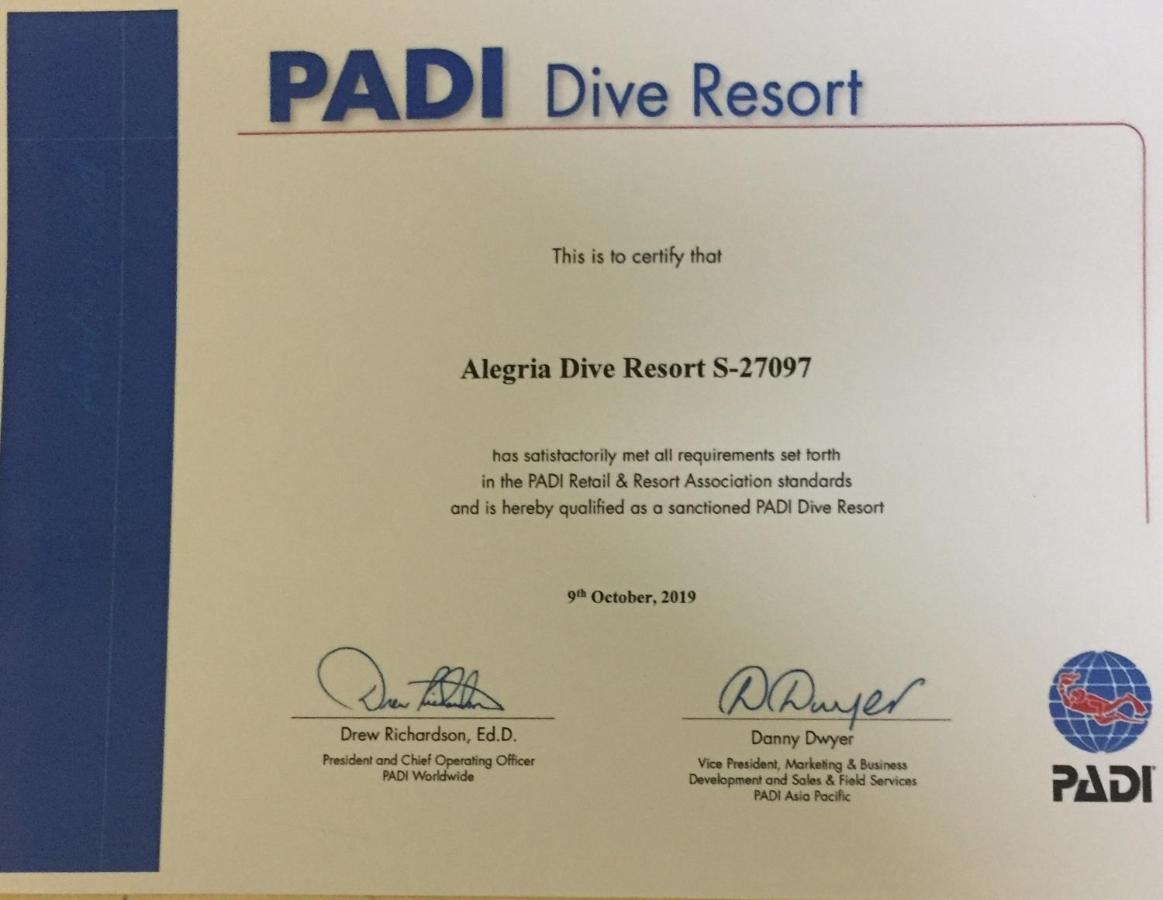 PADI Dive Resort
This is to certify that
Alegria Dive Resort S-27097
has satisfactorily met all requirements set forth
in the PADI Retail & Resort Association standards
and is hereby qualified as a sanctioned PADI Dive Resort
9th October, 2019
Drew Richardson
D Dwyer
Drew Richardson, Ed.D.
President and Chief Operating Officer
PADI Worldwide
Danny Dwyer
Vice President, Marketing & Business
Development and Sales & Field Services
PADI Asia Pacific
PADI